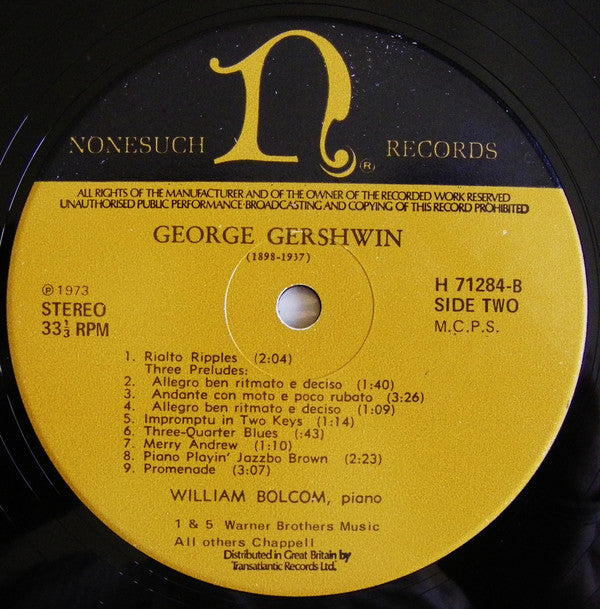 n
NONESUCH ® RECORDS
ALL RIGHTS OF THE MANUFACTURER AND OF THE OWNER OF THE RECORDED WORK RESERVED
UNAUTHORISED PUBLIC PERFORMANCE·BROADCASTING AND COPYING OF THIS RECORD PROHIBITED
GEORGE GERSHWIN
(1898-1937)
℗ 1973
STEREO
33⅓ RPM
H 71284-B
SIDE TWO
M.C.P.S.
1. Rialto Ripples (2:04)
Three Preludes:
2. Allegro ben ritmato e deciso (1:40)
3. Andante con moto e poco rubato (3:26)
4. Allegro ben ritmato e deciso (1:09)
5. Impromptu in Two Keys (1:14)
6. Three-Quarter Blues (:43)
7. Merry Andrew (1:10)
8. Piano Playin' Jazzbo Brown (2:23)
9. Promenade (3:07)
WILLIAM BOLCOM, piano
1 & 5 Warner Brothers Music
All others Chappell
Distributed in Great Britain by
Transatlantic Records Ltd.